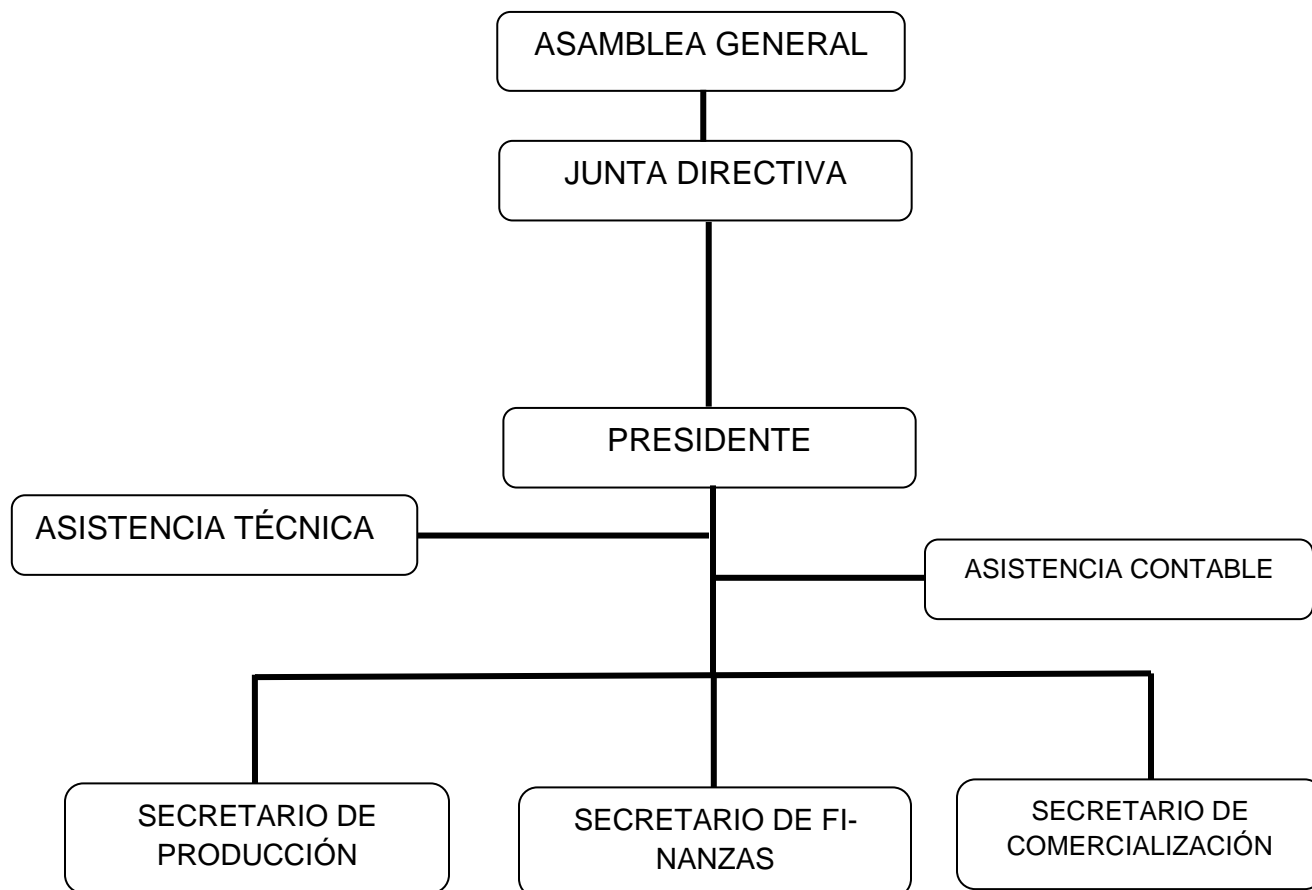 ASAMBLEA GENERAL
JUNTA DIRECTIVA
PRESIDENTE
ASISTENCIA TÉCNICA
ASISTENCIA CONTABLE
SECRETARIO DE
PRODUCCIÓN
SECRETARIO DE FI-
NANZAS
SECRETARIO DE
COMERCIALIZACIÓN